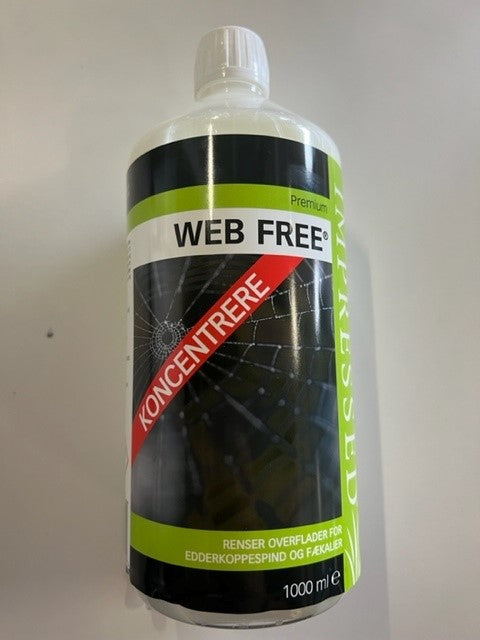 Premium
WEB FREE®
KONCENTRERE
IMPRESSED
RENSER OVERFLADER FOR
EDDERKOPPESPIND OG FÆKALIER
1000 ml ℮